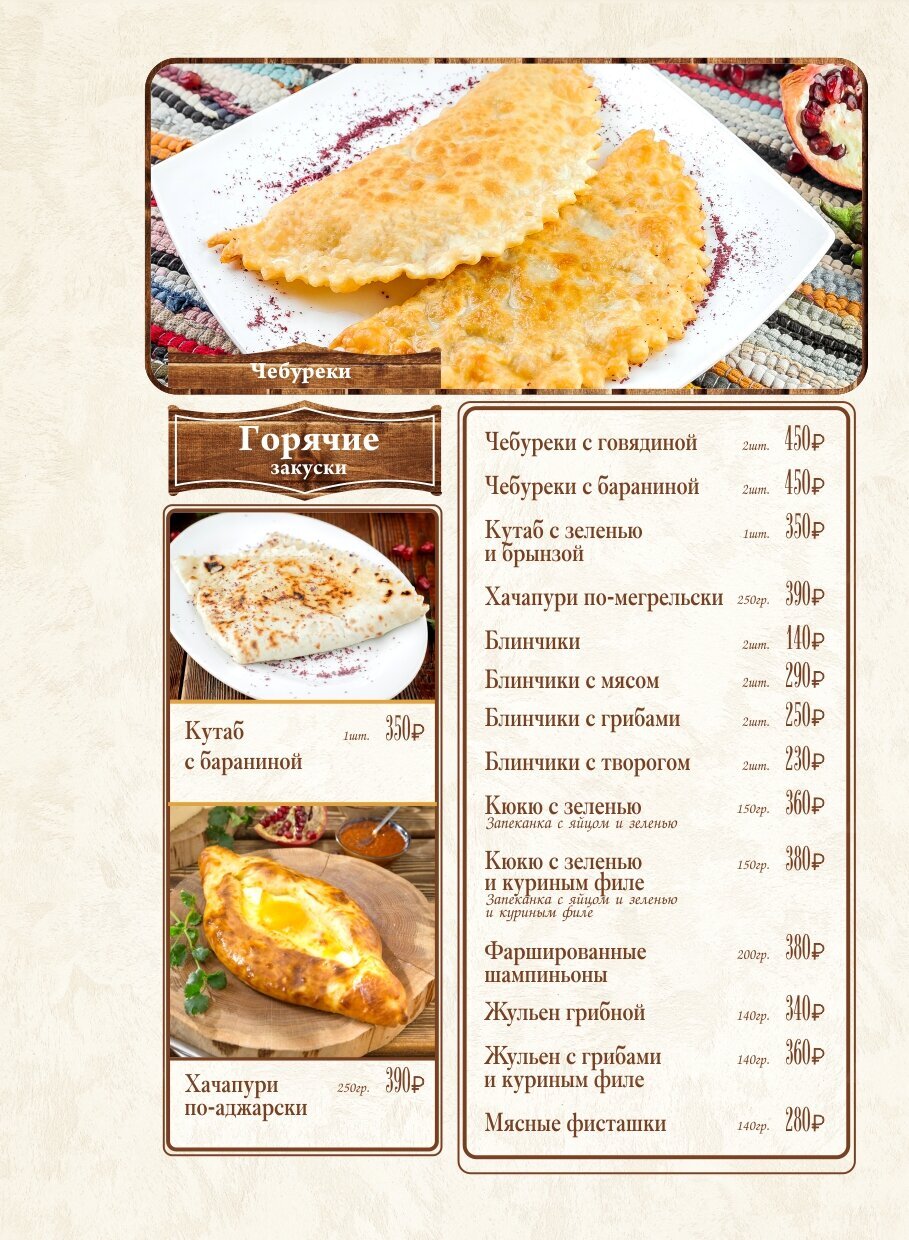 Чебуреки
Горячие
закуски
Кутаб 1шт. 350₽
с бараниной
Хачапури 250гр. 390₽
по-аджарски
Чебуреки с говядиной 2шт. 450₽
Чебуреки с бараниной 2шт. 450₽
Кутаб с зеленью 1шт. 350₽
и брынзой
Хачапури по-мегрельски 250гр. 390₽
Блинчики 2шт. 140₽
Блинчики с мясом 2шт. 290₽
Блинчики с грибами 2шт. 250₽
Блинчики с творогом 2шт. 230₽
Кюкю с зеленью 150гр. 360₽
Запеканка с яйцом и зеленью
Кюкю с зеленью 150гр. 380₽
и куриным филе
Запеканка с яйцом и зеленью
и куриным филе
Фаршированные 200гр. 380₽
шампиньоны
Жульен грибной 140гр. 340₽
Жульен с грибами 140гр. 360₽
и куриным филе
Мясные фисташки 140гр. 280₽